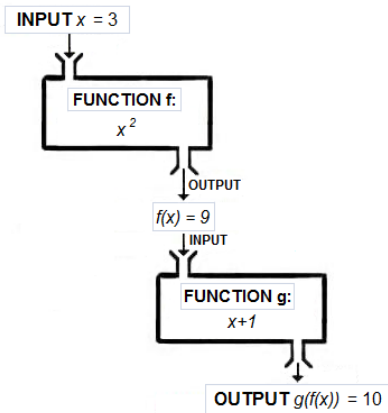 INPUT x = 3
FUNCTION f:
x²
OUTPUT
f(x) = 9
INPUT
FUNCTION g:
x+1
OUTPUT g(f(x)) = 10